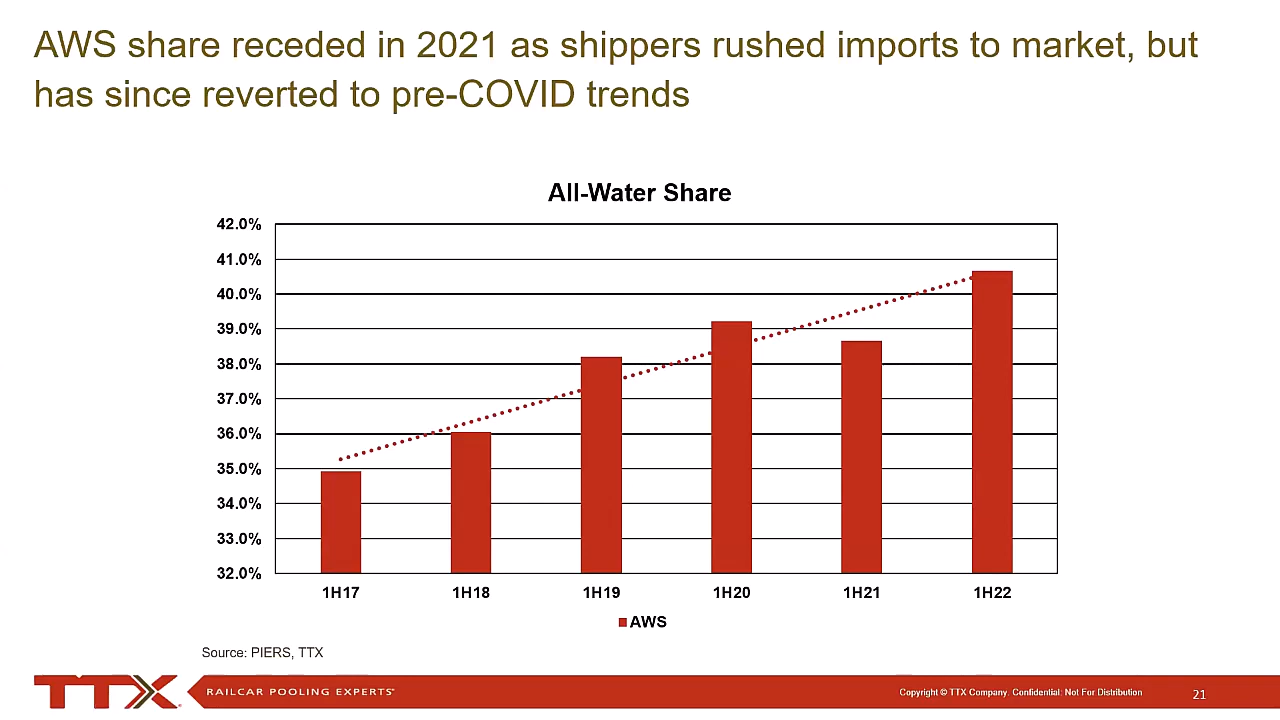 AWS share receded in 2021 as shippers rushed imports to market, but
has since reverted to pre-COVID trends
All-Water Share
42.0%
41.0%
40.0%
39.0%
38.0%
37.0%
36.0%
35.0%
34.0%
33.0%
32.0%
1H17 1H18 1H19 1H20 1H21 1H22
AWS
Source: PIERS, TTX
TTX RAILCAR POOLING EXPERTS
Copyright © TTX Company. Confidential: Not For Distribution 21